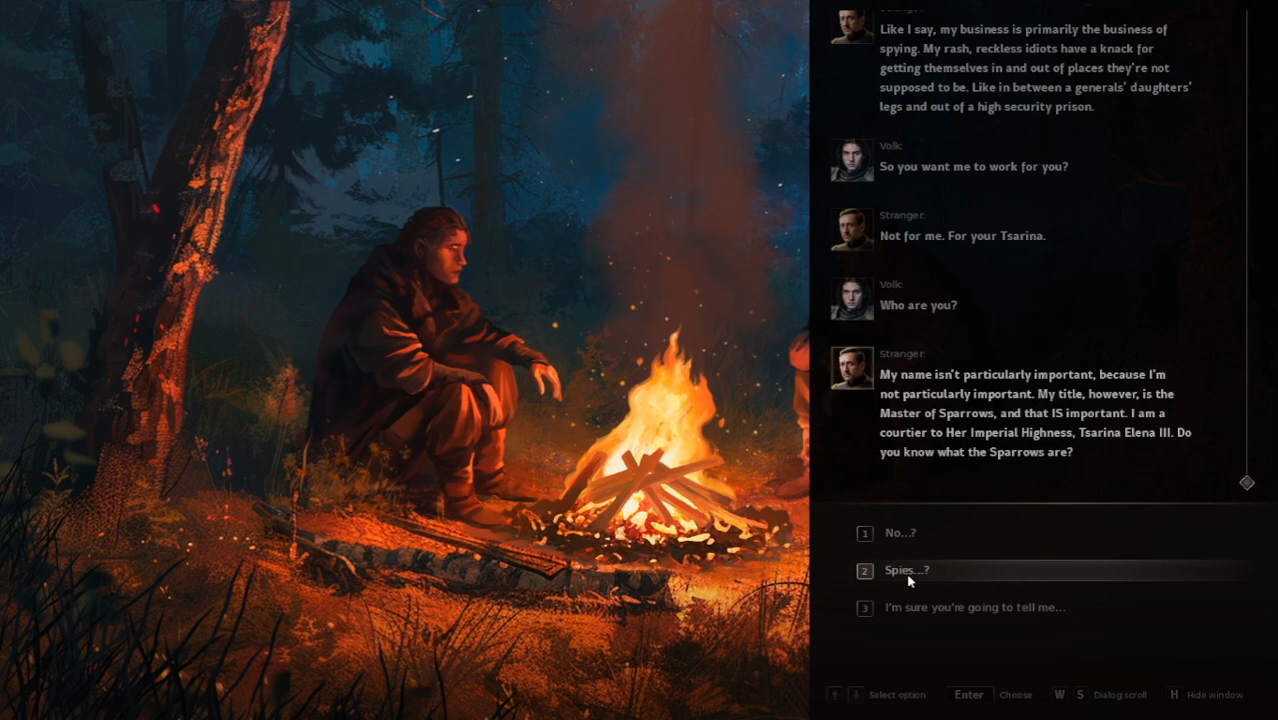 Stranger:
Like I say, my business is primarily the business of
spying. My rash, reckless idiots have a knack for
getting themselves in and out of places they're not
supposed to be. Like in between a generals' daughters'
legs and out of a high security prison.
Volk:
So you want me to work for you?
Stranger:
Not for me. For your Tsarina.
Volk:
Who are you?
Stranger:
My name isn't particularly important, because I'm
not particularly important. My title, however, is the
Master of Sparrows, and that IS important. I am a
courtier to Her Imperial Highness, Tsarina Elena III. Do
you know what the Sparrows are?
1 No...?
2 Spies...?
3 I'm sure you're going to tell me...
↑ ↓ Select option Enter Choose W S Dialog scroll H Hide window